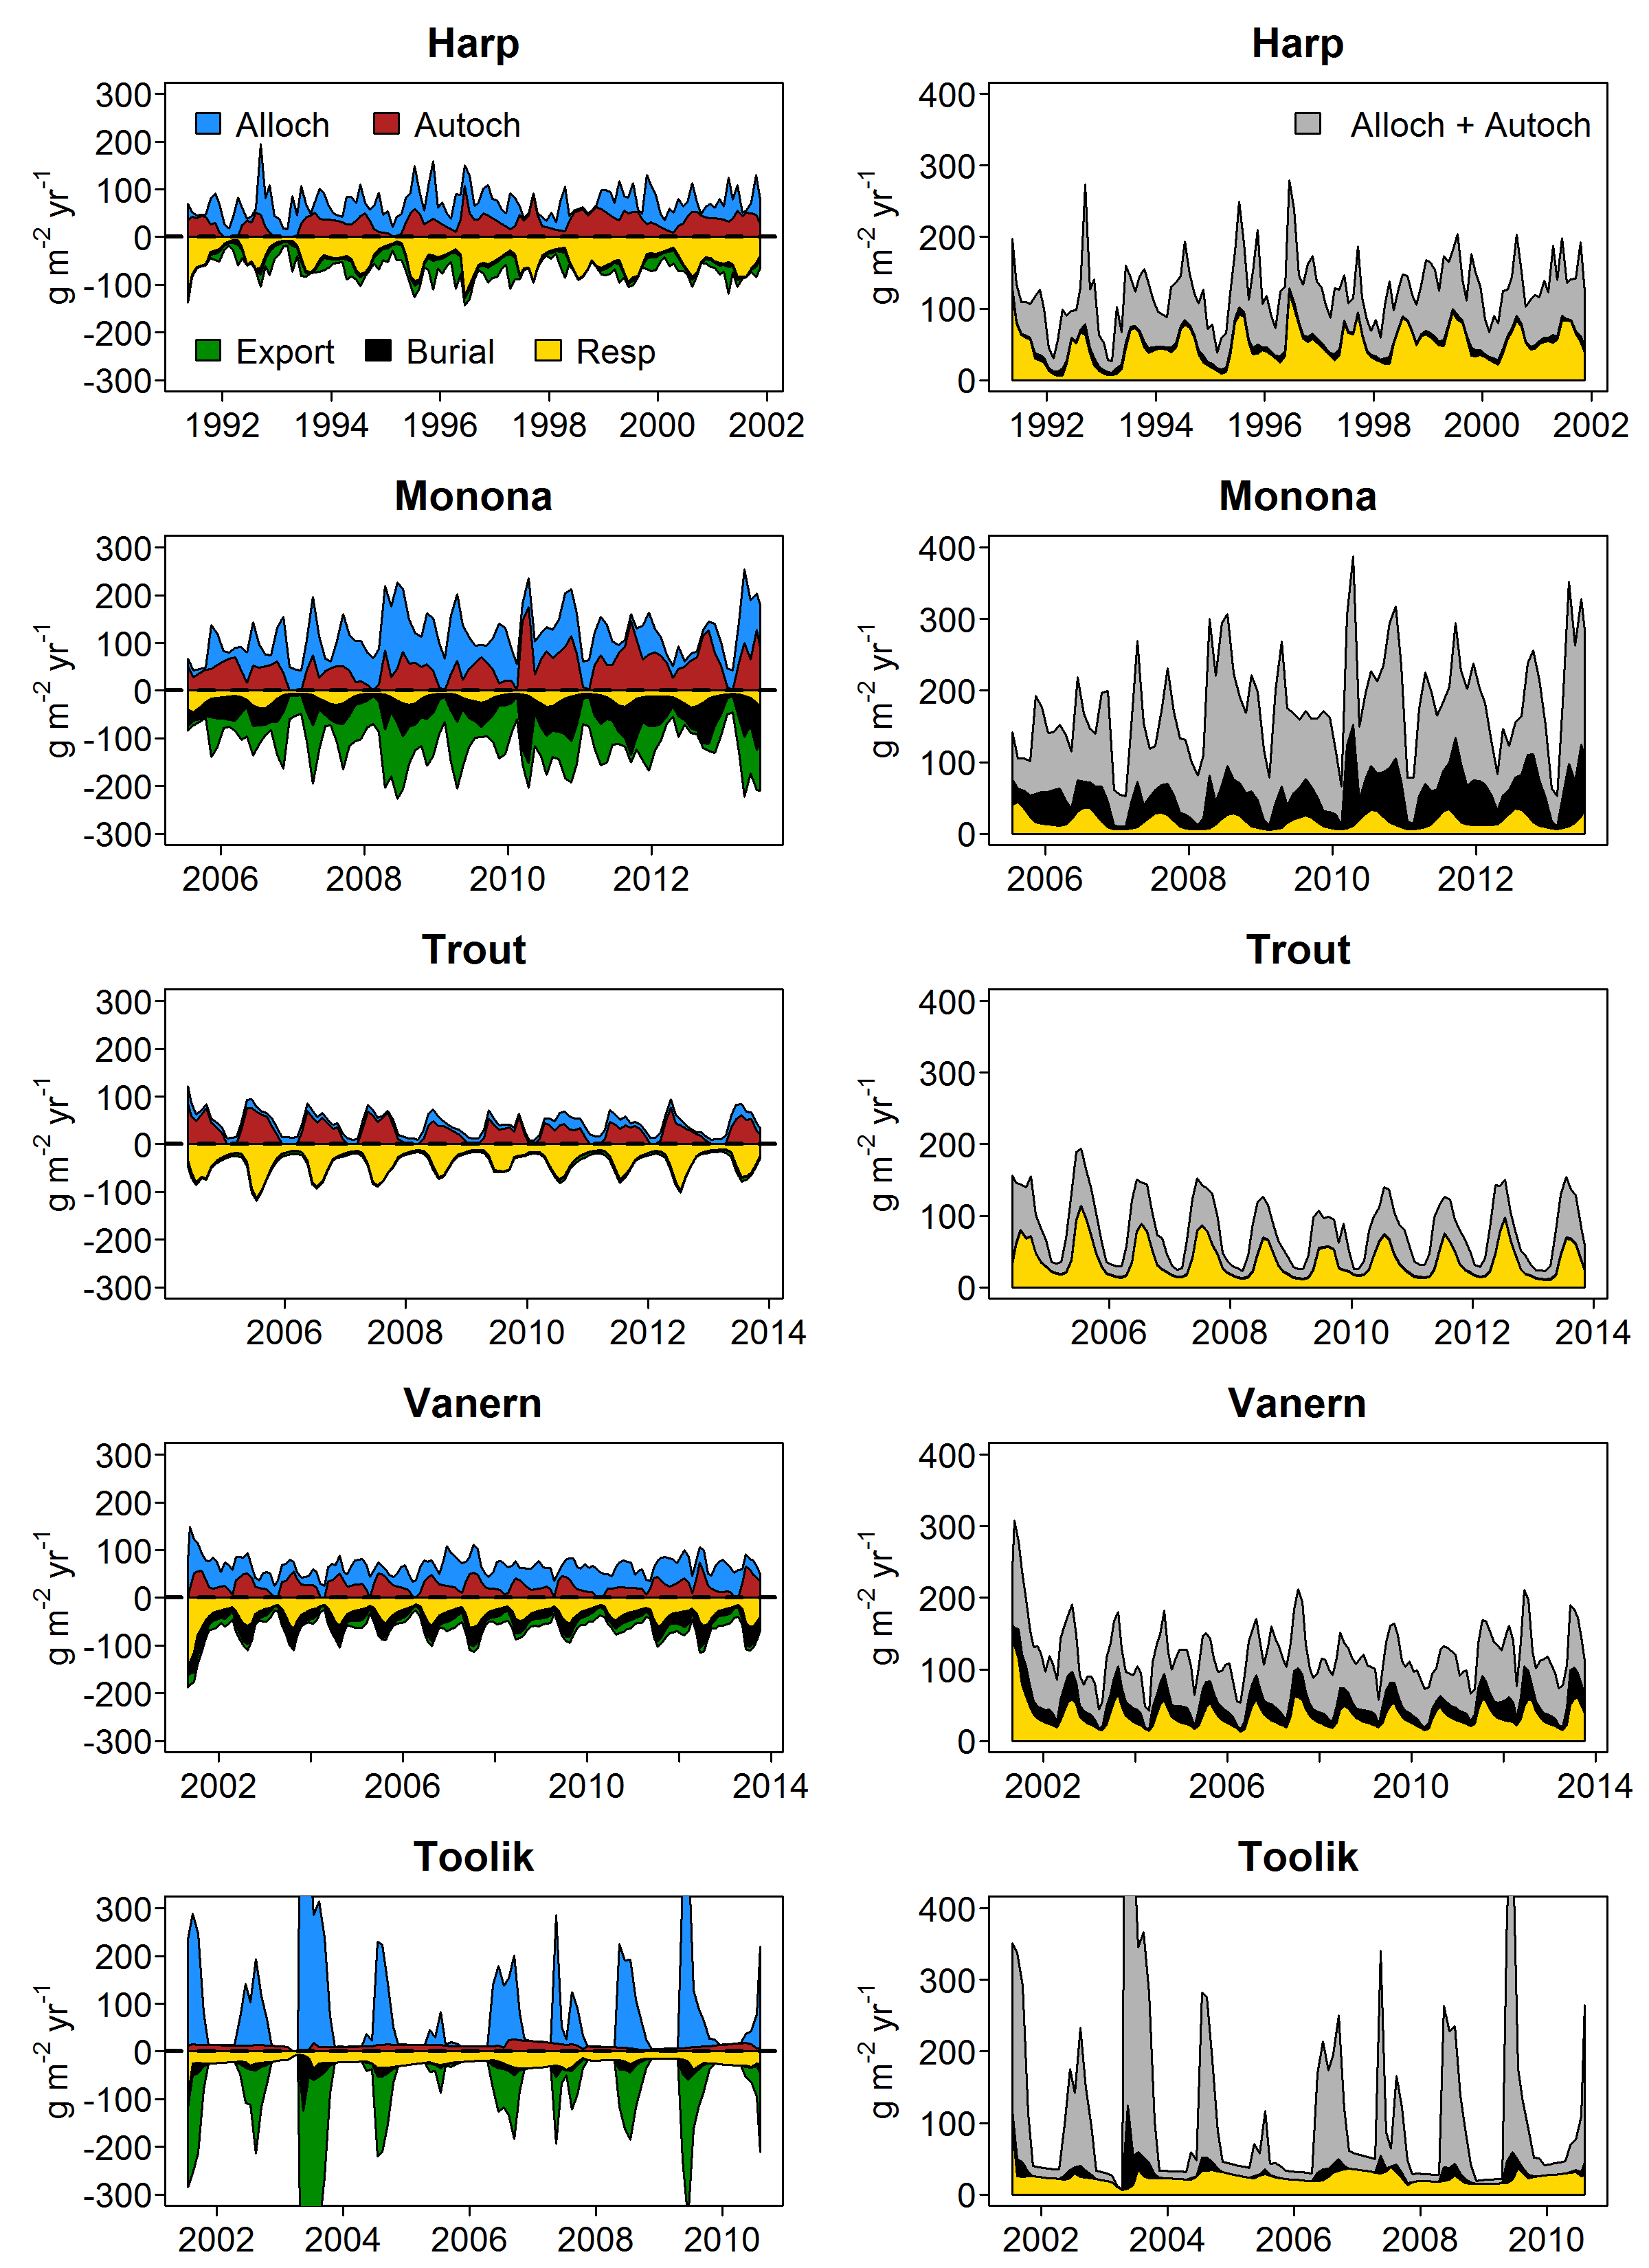 Harp Harp
300 400
Alloch Autoch Alloch + Autoch
200 300
100 200
0
-100 100
-200
Export Burial Resp
-300 0
g m-2 yr-1 g m-2 yr-1
1992 1994 1996 1998 2000 2002 1992 1994 1996 1998 2000 2002
Monona Monona
300 400
200 300
100
0 200
-100
-200 100
-300 0
g m-2 yr-1 g m-2 yr-1
2006 2008 2010 2012 2006 2008 2010 2012
Trout Trout
300 400
200 300
100
0 200
-100 100
-200
-300 0
g m-2 yr-1 g m-2 yr-1
2006 2008 2010 2012 2014 2006 2008 2010 2012 2014
Vanern Vanern
300 400
200 300
100
0 200
-100 100
-200
-300 0
g m-2 yr-1 g m-2 yr-1
2002 2006 2010 2014 2002 2006 2010 2014
Toolik Toolik
300 400
200 300
100
0 200
-100 100
-200
-300 0
g m-2 yr-1 g m-2 yr-1
2002 2004 2006 2008 2010 2002 2004 2006 2008 2010